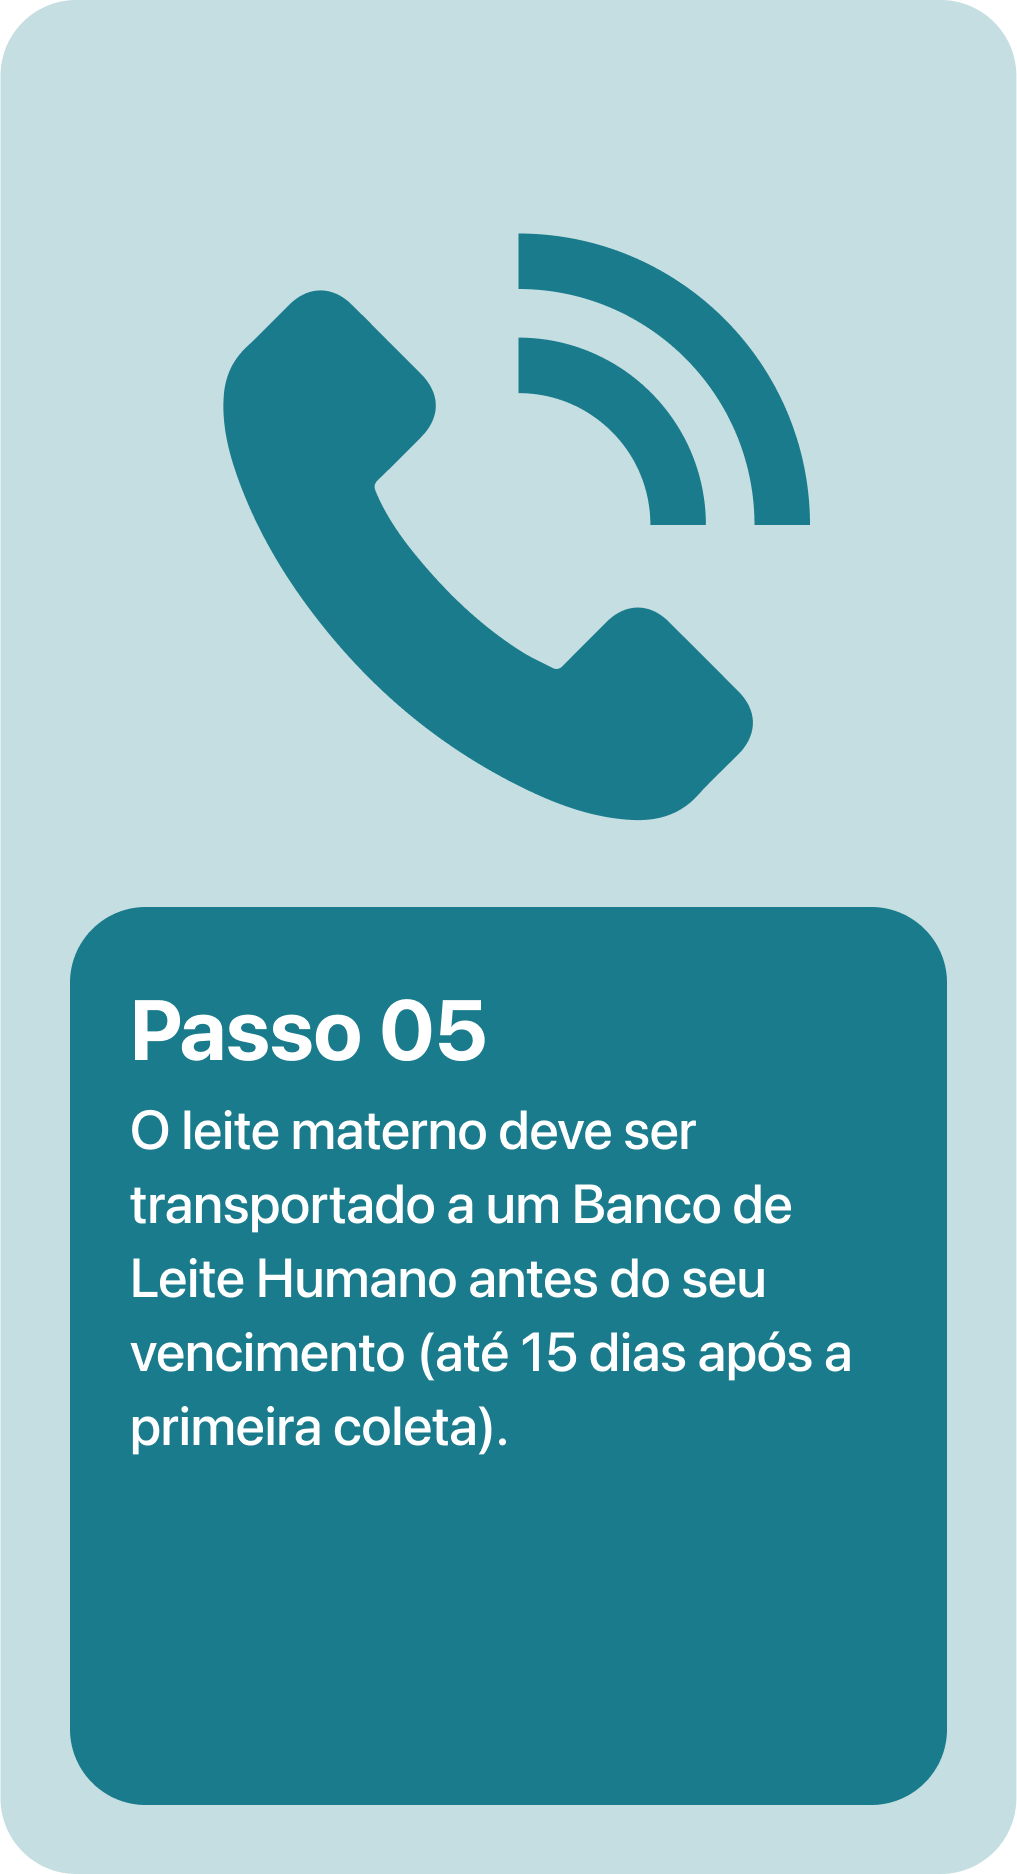 Passo 05
O leite materno deve ser
transportado a um Banco de
Leite Humano antes do seu
vencimento (até 15 dias após a
primeira coleta).